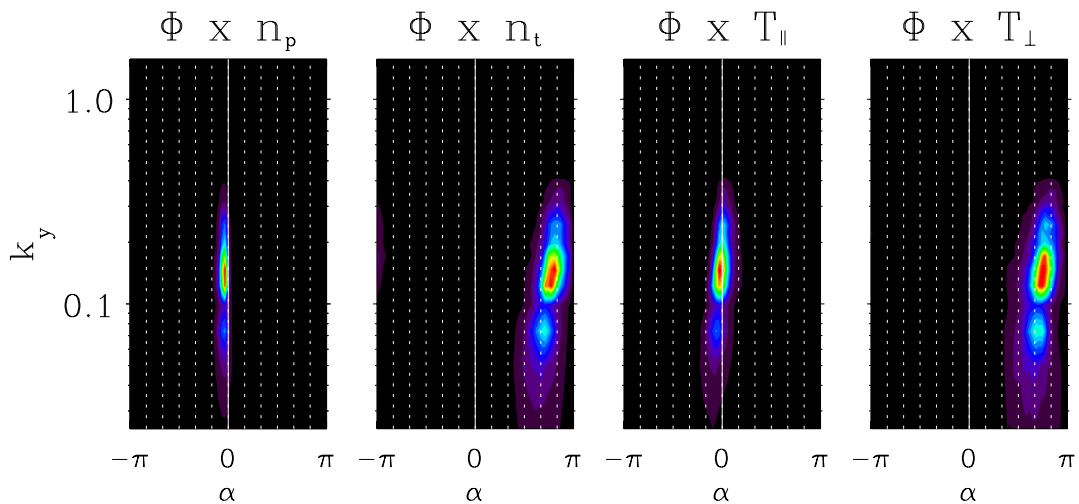 Φ x n_p Φ x n_t Φ x T_∥ Φ x T_⊥
1.0
k_y
0.1
−π 0 π −π 0 π −π 0 π −π 0 π
α α α α